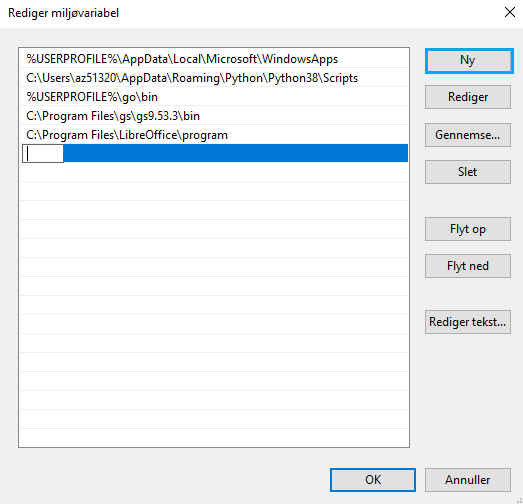 Rediger miljøvariabel
%USERPROFILE%\AppData\Local\Microsoft\WindowsApps
C:\Users\az51320\AppData\Roaming\Python\Python38\Scripts
%USERPROFILE%\go\bin
C:\Program Files\gs\gs9.53.3\bin
C:\Program Files\LibreOffice\program
Ny
Rediger
Gennemse...
Slet
Flyt op
Flyt ned
Rediger tekst...
OK
Annuller